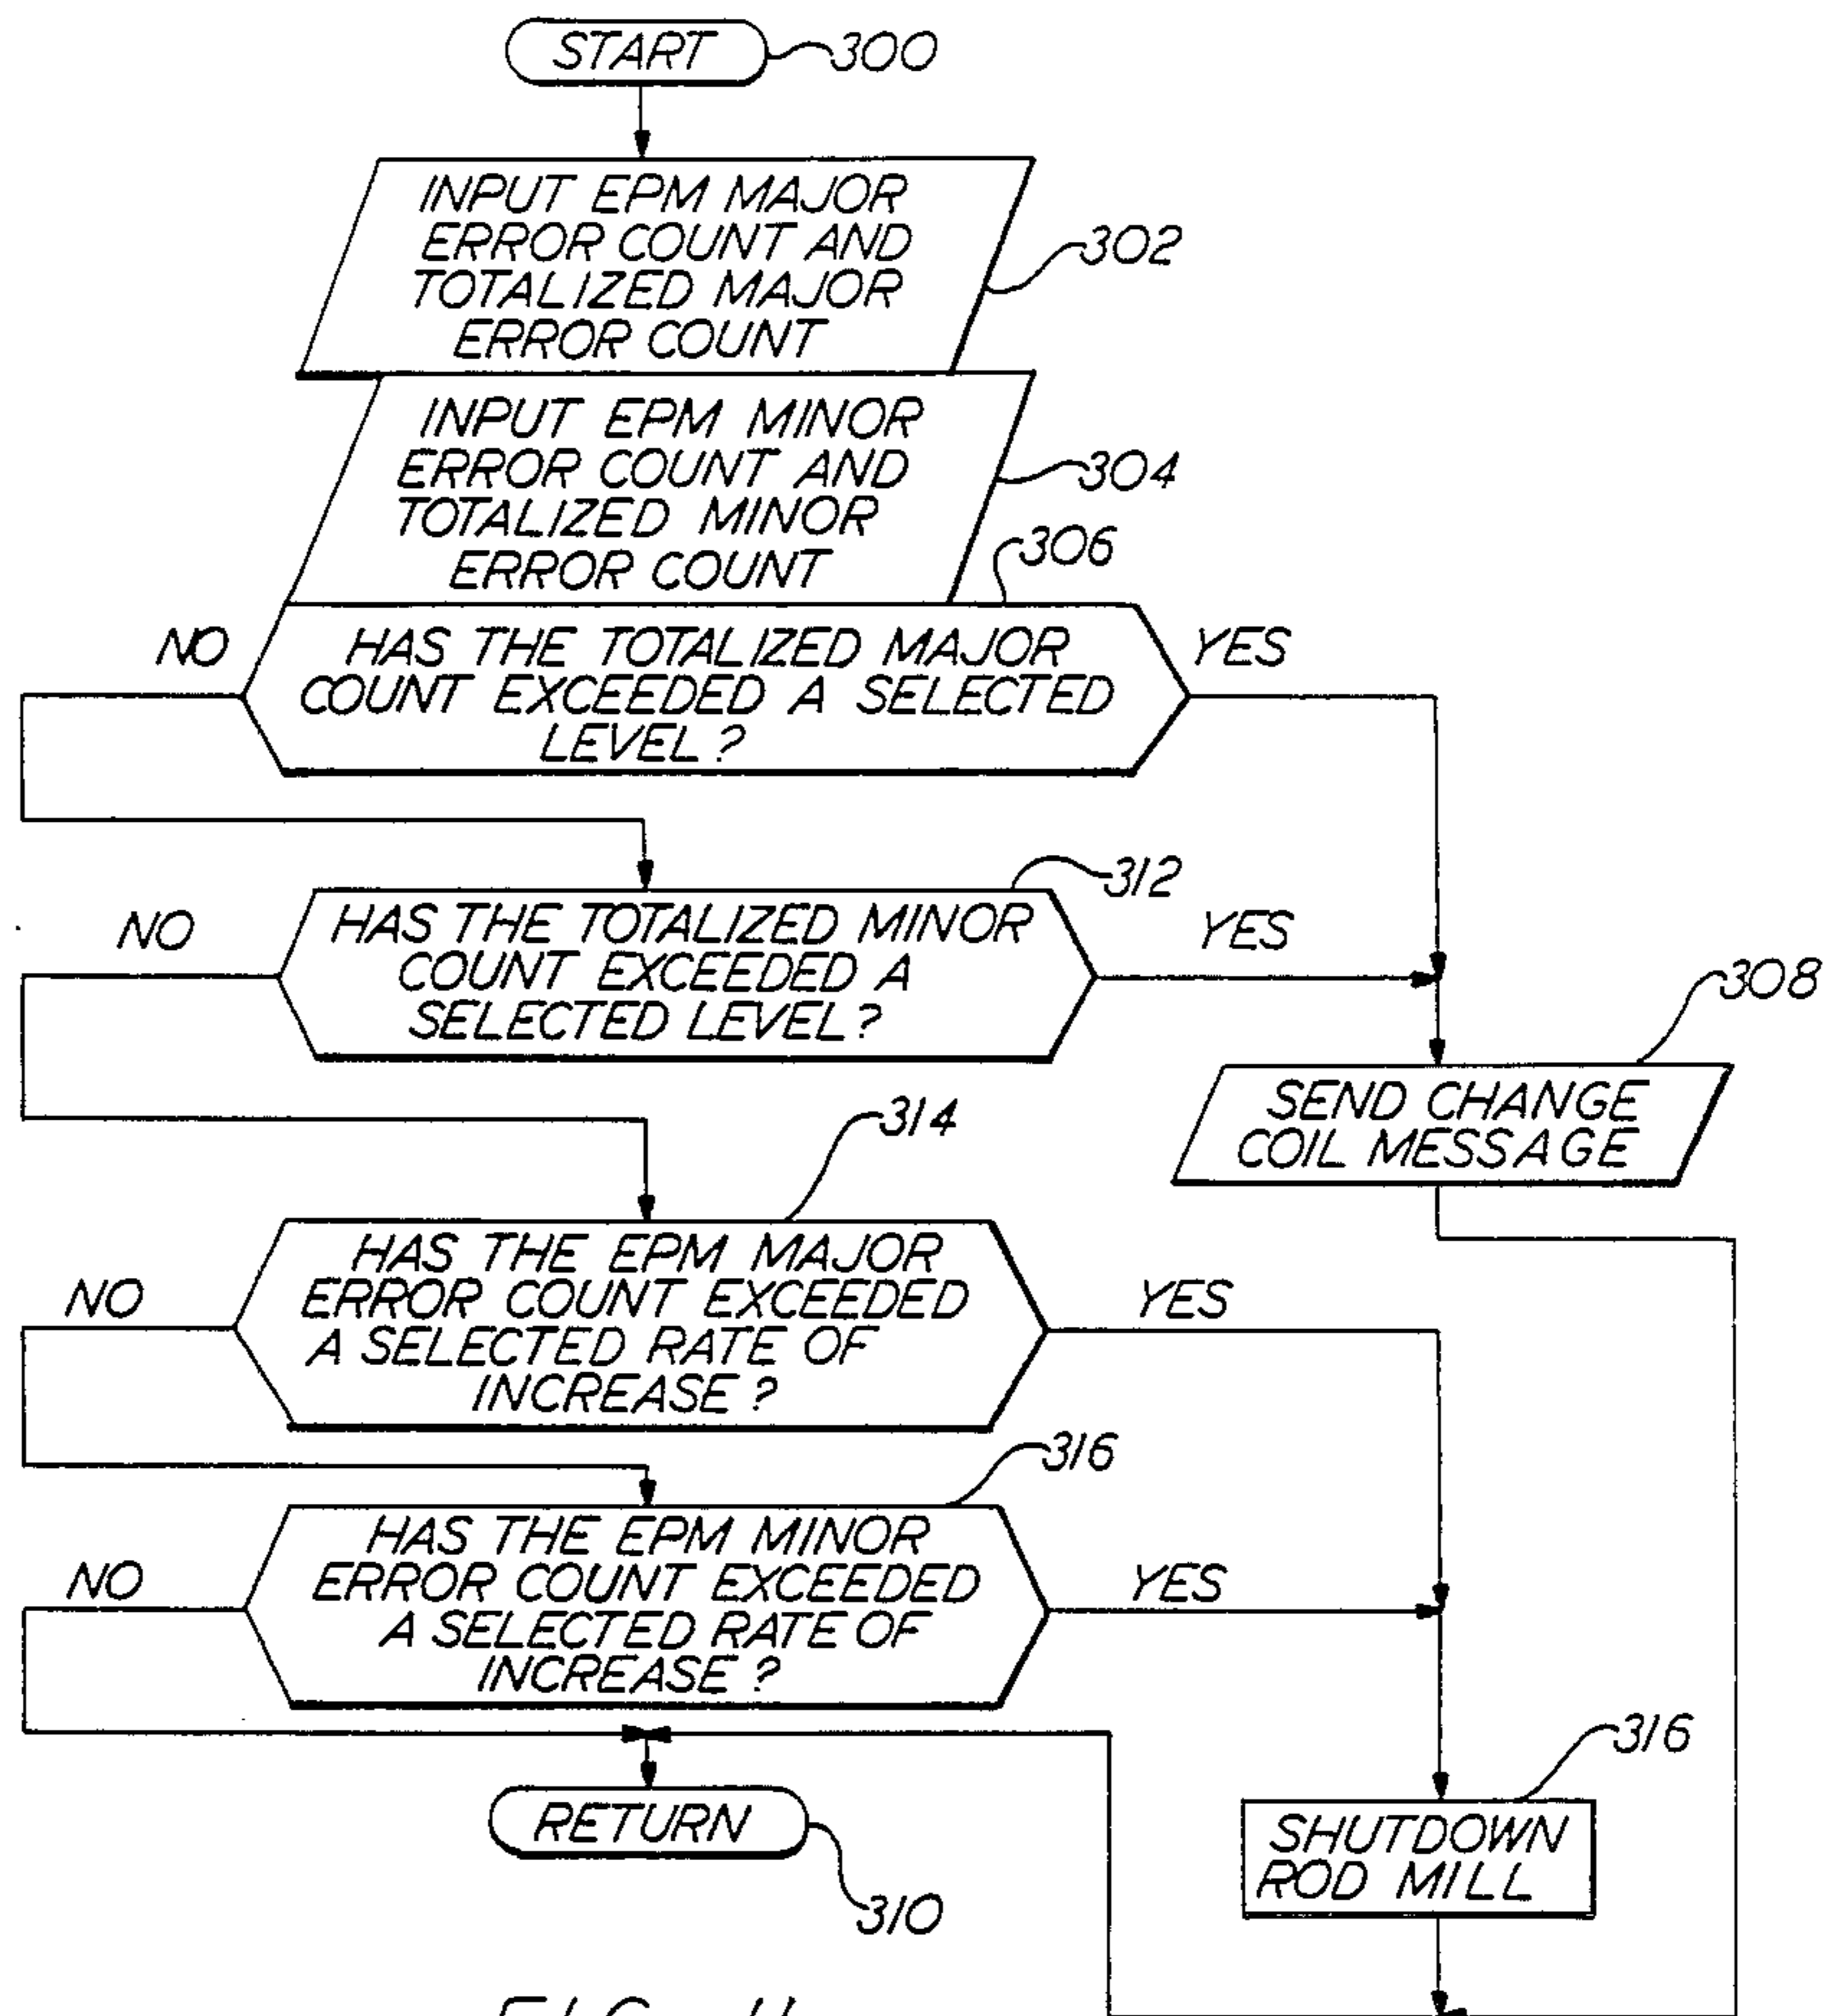 START
300
INPUT EPM MAJOR
ERROR COUNT AND
TOTALIZED MAJOR
ERROR COUNT
302
INPUT EPM MINOR
ERROR COUNT AND
TOTALIZED MINOR
ERROR COUNT
304
306
NO
HAS THE TOTALIZED MAJOR
COUNT EXCEEDED A SELECTED
LEVEL?
YES
312
NO
HAS THE TOTALIZED MINOR
COUNT EXCEEDED A
SELECTED LEVEL?
YES
308
SEND CHANGE
COIL MESSAGE
314
NO
HAS THE EPM MAJOR
ERROR COUNT EXCEEDED
A SELECTED RATE OF
INCREASE?
YES
316
NO
HAS THE EPM MINOR
ERROR COUNT EXCEEDED
A SELECTED RATE OF
INCREASE?
YES
316
SHUTDOWN
ROD MILL
RETURN
310